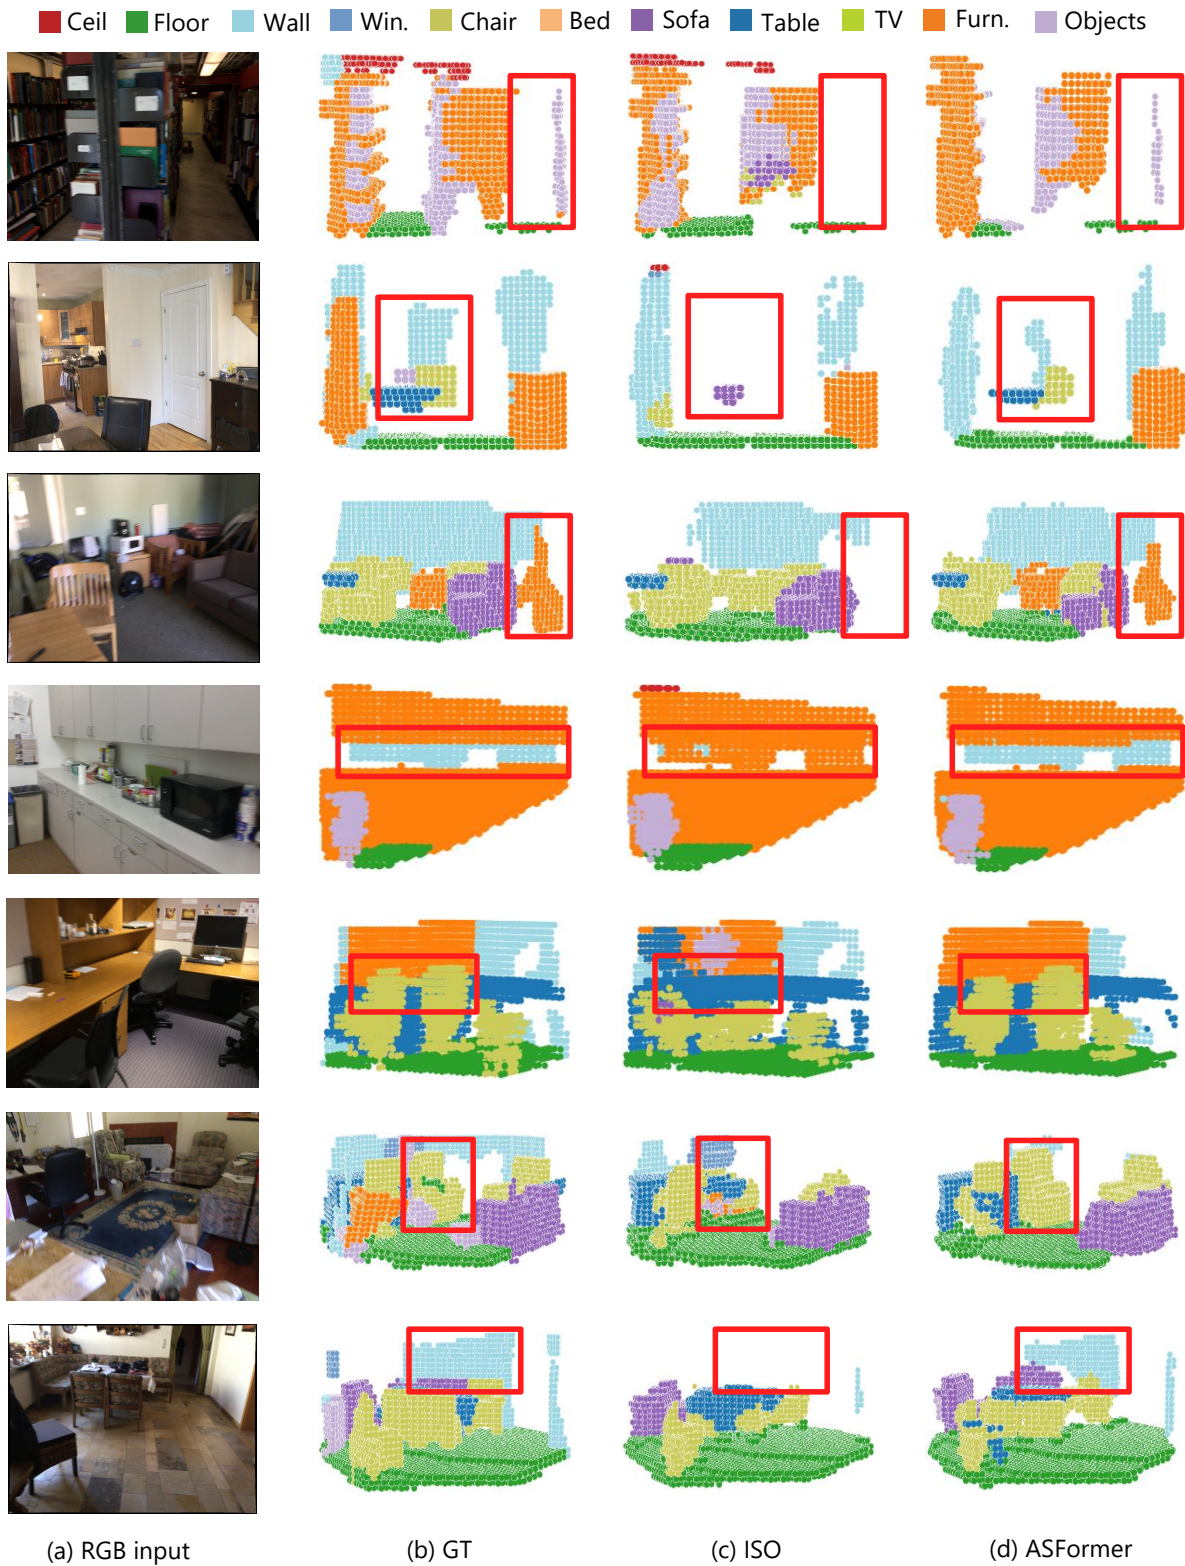 Ceil Floor Wall Win. Chair Bed Sofa Table TV Furn. Objects
(a) RGB input (b) GT (c) ISO (d) ASFormer